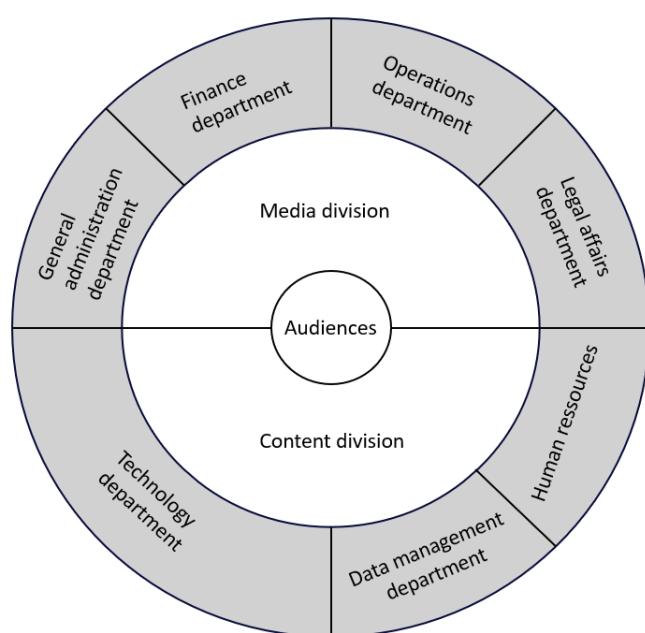 Finance
department
Operations
department
General
administration
department
Legal affairs
department
Media division
Audiences
Content division
Technology
department
Human ressources
Data management
department